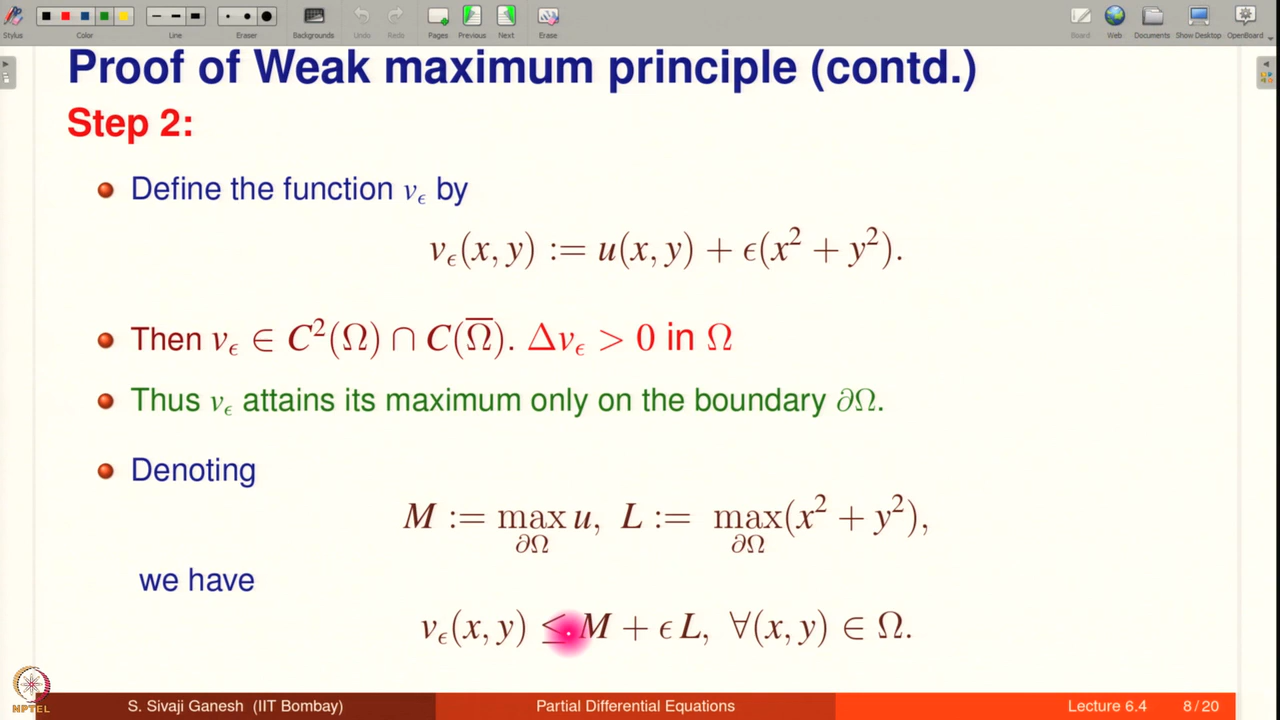 Stylus
Color
Line
Eraser
Backgrounds
Undo
Redo
Pages
Previous
Next
Erase
Board
Web
Documents
Show Desktop
OpenBoard
Proof of Weak maximum principle (contd.)
Step 2:
Define the function v_ϵ by
v_ϵ(x, y) := u(x, y) + ϵ(x² + y²).
Then v_ϵ ∈ C²(Ω) ∩ C(Ω̅). Δv_ϵ > 0 in Ω
Thus v_ϵ attains its maximum only on the boundary ∂Ω.
Denoting
M := max_{∂Ω} u, L := max_{∂Ω}(x² + y²),
we have
v_ϵ(x, y) ≤ M + ϵ L, ∀(x, y) ∈ Ω.
NPTEL
S. Sivaji Ganesh (IIT Bombay)
Partial Differential Equations
Lecture 6.4
8 / 20